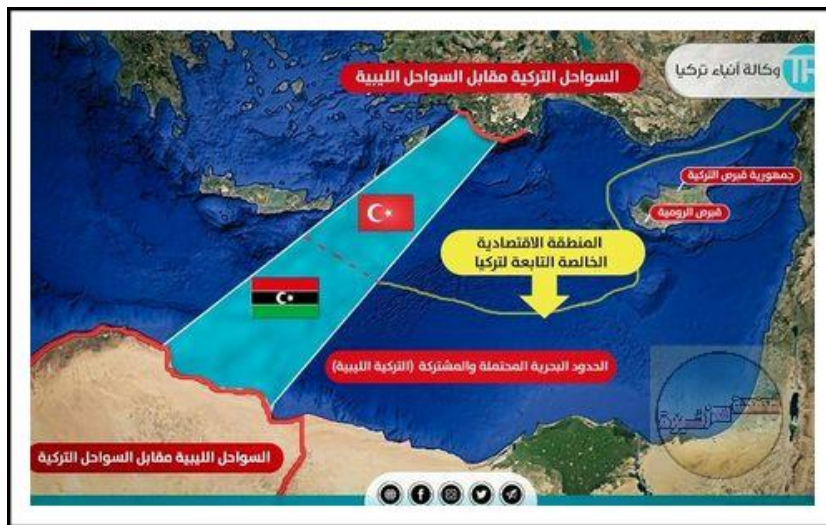 وكالة أنباء تركيا
السواحل التركية مقابل السواحل الليبية
جمهورية قبرص التركية
قبرص الرومية
المنطقة الاقتصادية
الخالصة التابعة لتركيا
الحدود البحرية المحتملة والمشتركة (التركية الليبية)
السواحل الليبية مقابل السواحل التركية